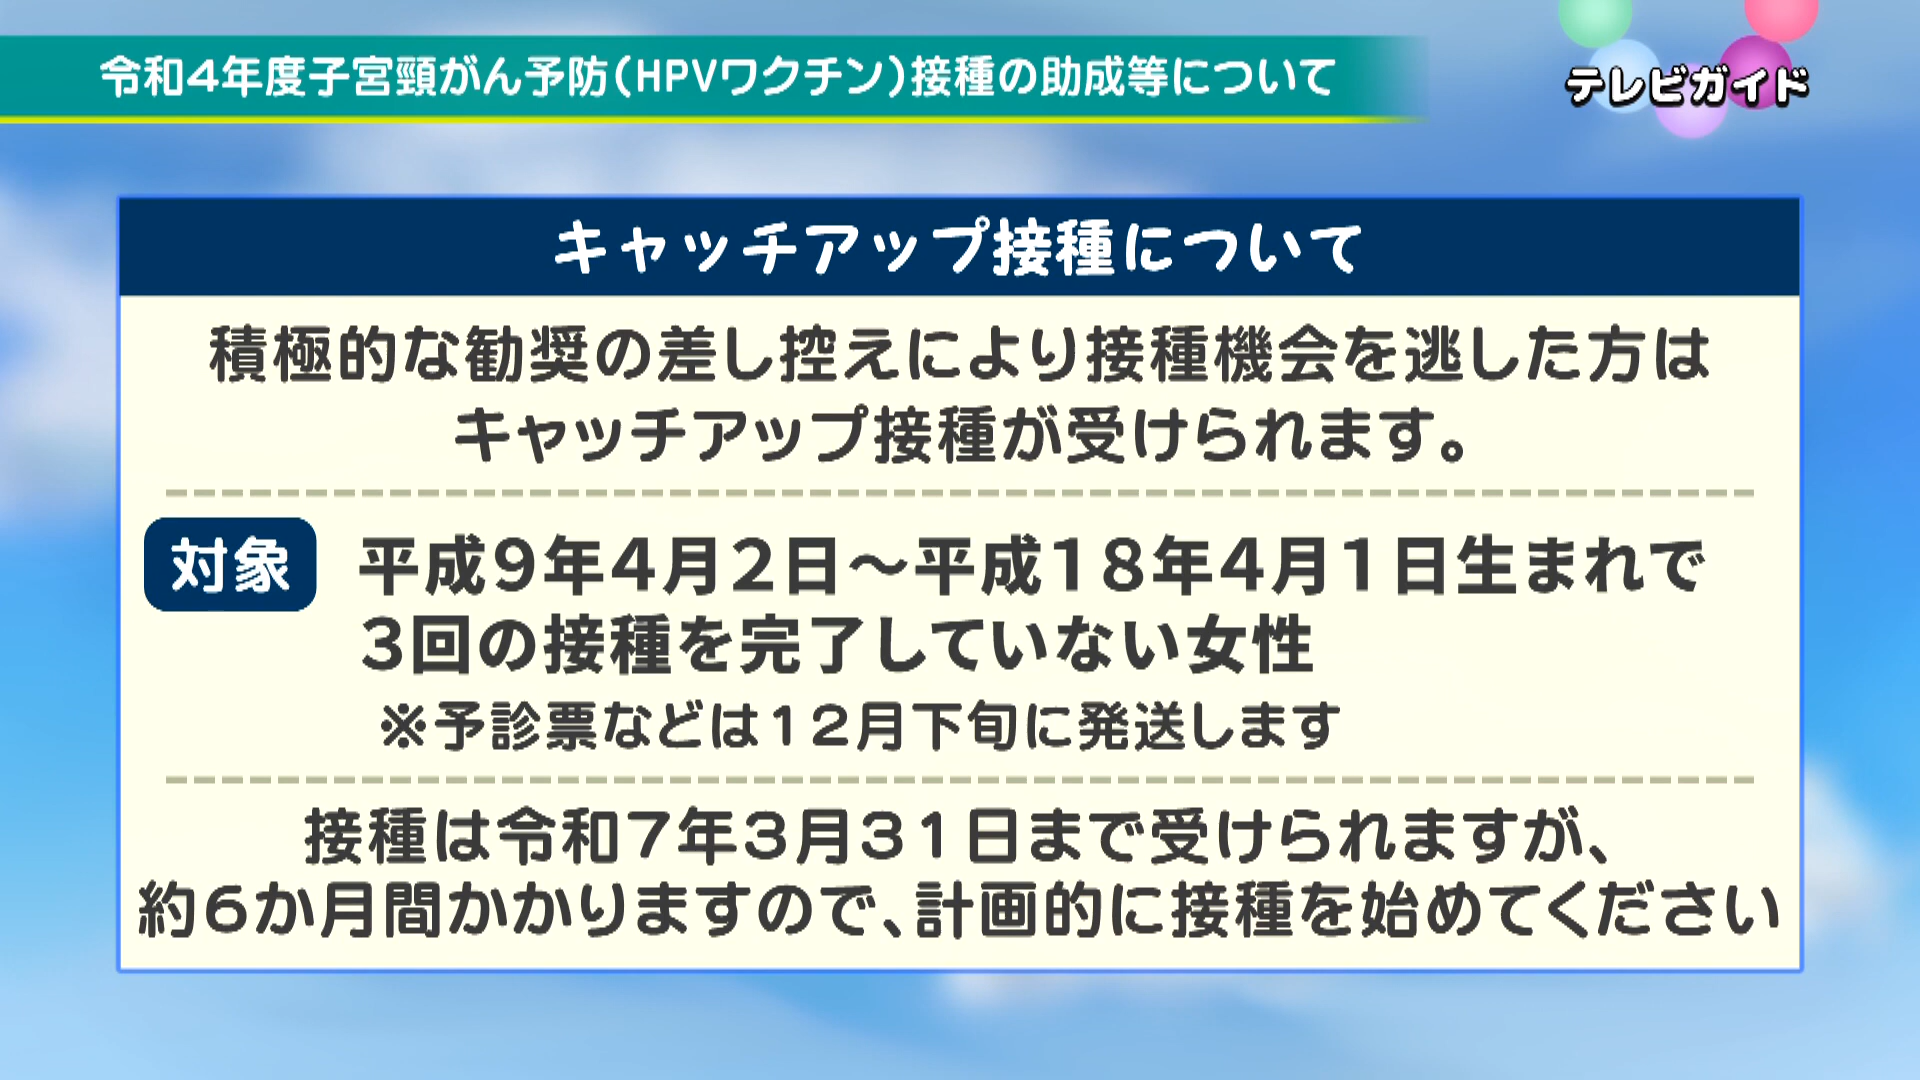 令和4年度子宮頸がん予防(HPVワクチン)接種の助成等について
テレビガイド
キャッチアップ接種について
積極的な勧奨の差し控えにより接種機会を逃した方は
キャッチアップ接種が受けられます。
対象
平成9年4月2日～平成18年4月1日生まれで
3回の接種を完了していない女性
※予診票などは12月下旬に発送します
接種は令和7年3月31日まで受けられますが、
約6か月間かかりますので、計画的に接種を始めてください